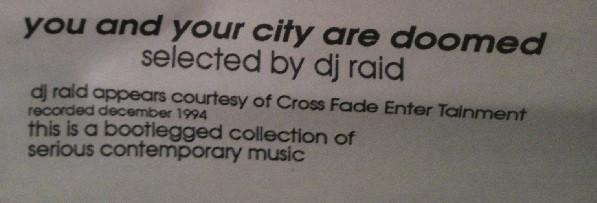 you and your city are doomed
selected by dj raid
dj raid appears courtesy of Cross Fade Enter Tainment
recorded december 1994
this is a bootlegged collection of
serious contemporary music